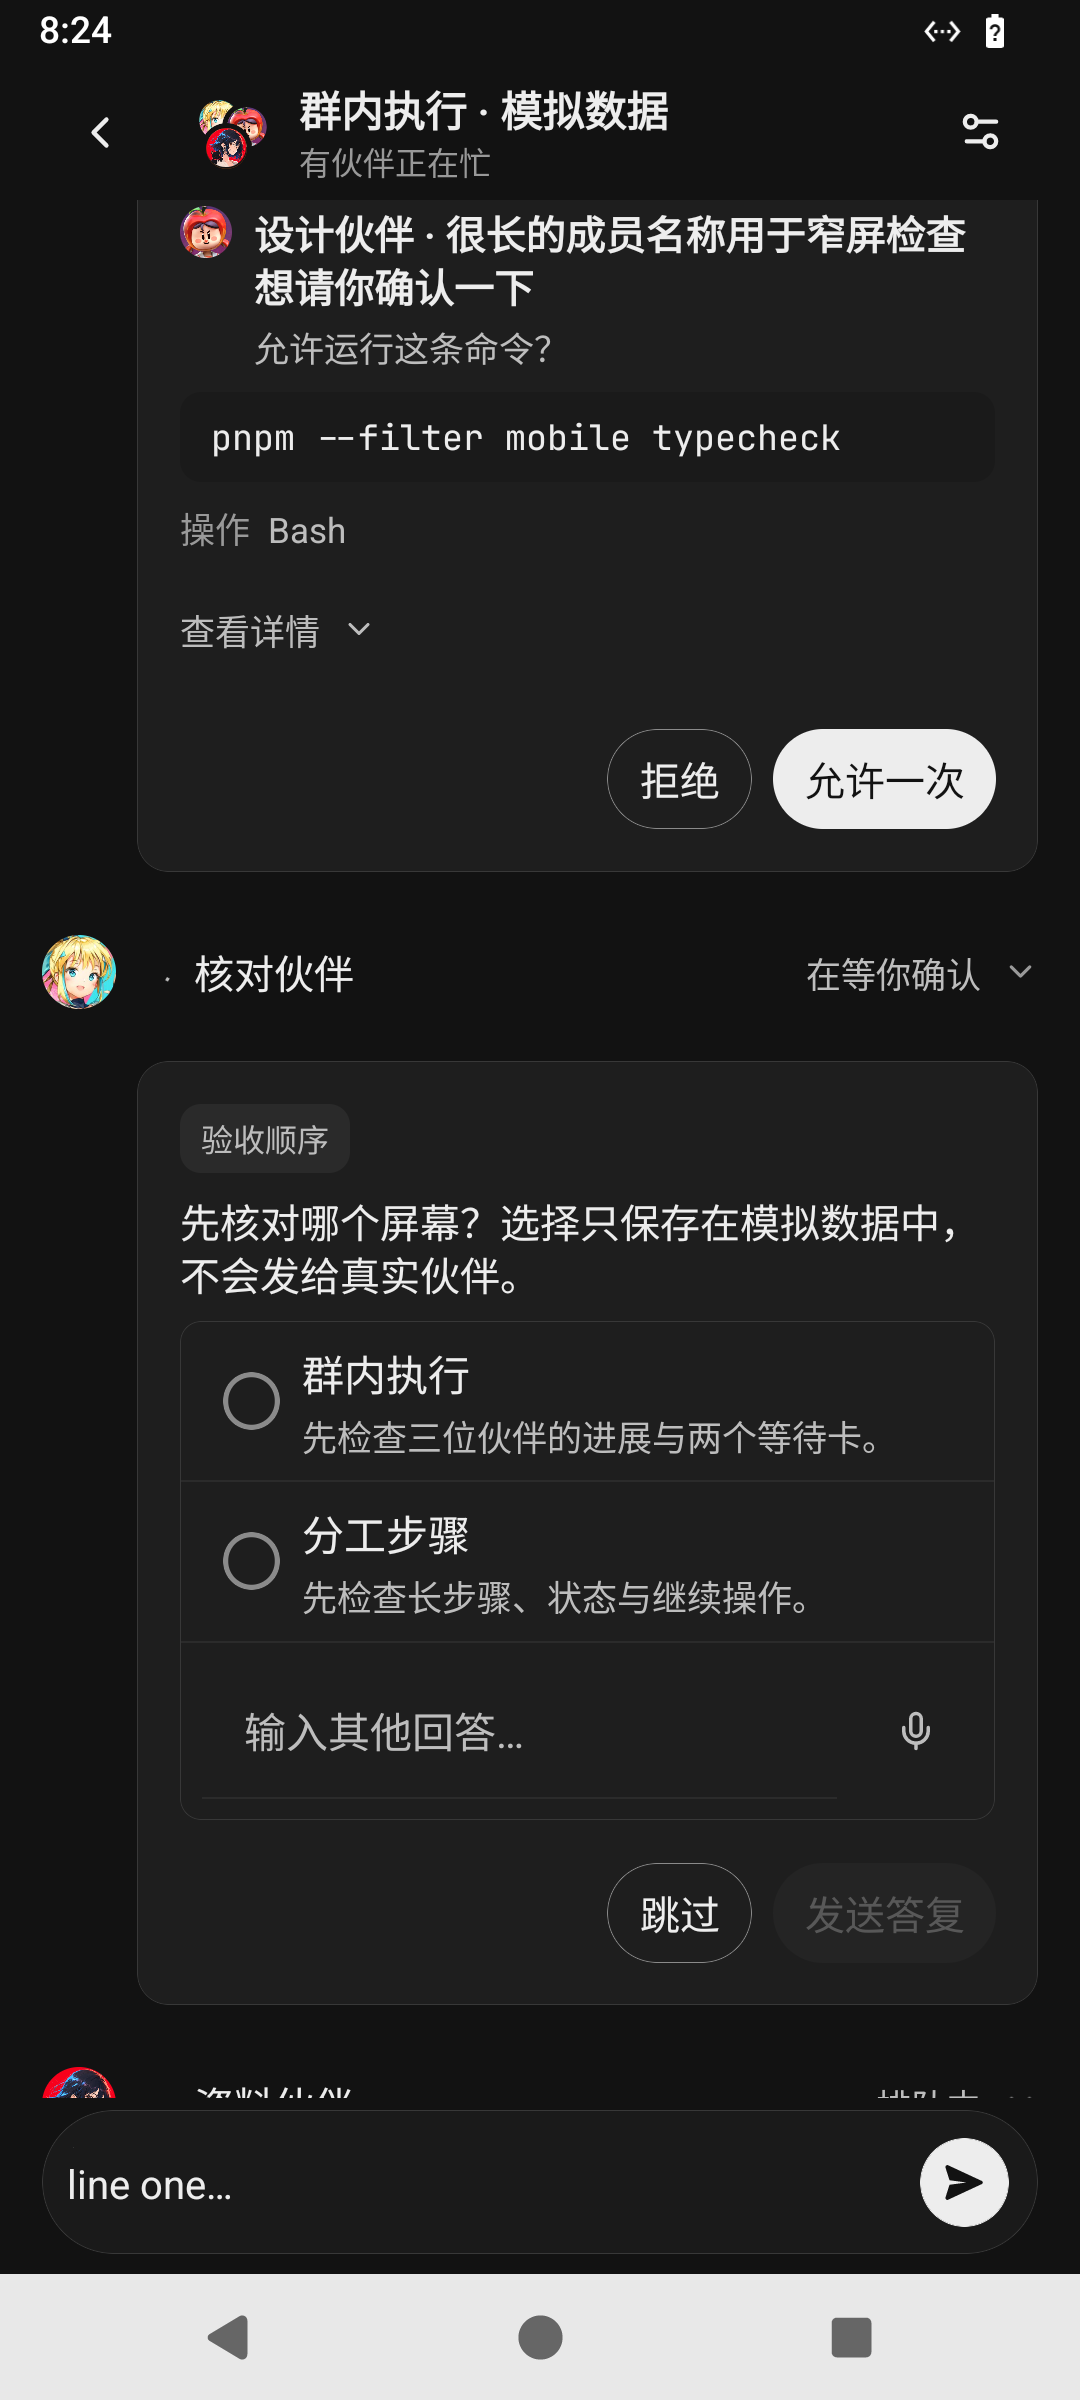 8:24
群内执行 · 模拟数据
有伙伴正在忙
设计伙伴 · 很长的成员名称用于窄屏检查
想请你确认一下
允许运行这条命令?
pnpm --filter mobile typecheck
操作 Bash
查看详情
拒绝
允许一次
· 核对伙伴
在等你确认
验收顺序
先核对哪个屏幕？选择只保存在模拟数据中，
不会发给真实伙伴。
群内执行
先检查三位伙伴的进展与两个等待卡。
分工步骤
先检查长步骤、状态与继续操作。
输入其他回答...
跳过
发送答复
line one...